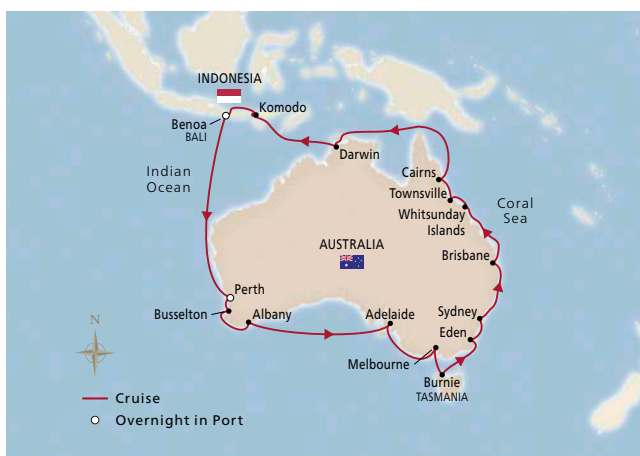 INDONESIA
Komodo
Benoa
BALI
Darwin
Indian
Ocean
Cairns
Townsville
Whitsunday
Islands
Coral
Sea
AUSTRALIA
Brisbane
Perth
Busselton
Albany
Adelaide
Sydney
Eden
Melbourne
Burnie
TASMANIA
N
Cruise
Overnight in Port